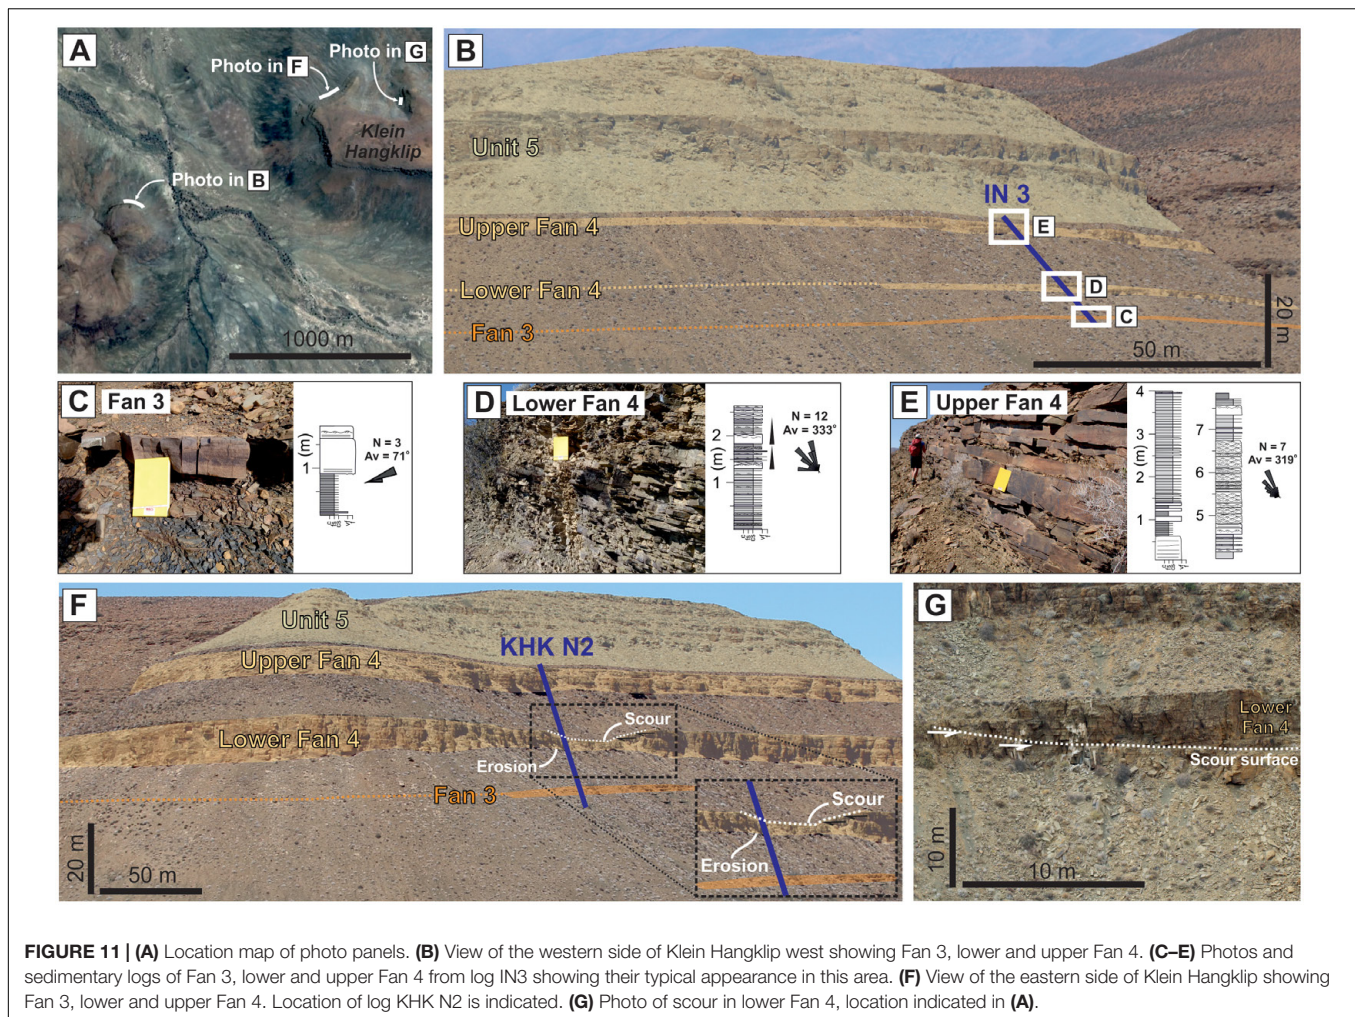 A
Photo in F
Photo in G
Klein
Hangklip
Photo in B
1000 m
B
Unit 5
IN 3
Upper Fan 4
E
Lower Fan 4
D
Fan 3
C
50 m
20 m
C Fan 3
(m)
1
N = 3
Av = 71°
D Lower Fan 4
2
(m)
1
N = 12
Av = 333°
E Upper Fan 4
4
3
2
(m)
1
7
6
5
N = 7
Av = 319°
F
Unit 5
Upper Fan 4
KHK N2
Lower Fan 4
Scour
Erosion
Fan 3
Scour
Erosion
20 m
50 m
G
Lower
Fan 4
Scour surface
10 m
10 m
FIGURE 11 | (A) Location map of photo panels. (B) View of the western side of Klein Hangklip west showing Fan 3, lower and upper Fan 4. (C–E) Photos and
sedimentary logs of Fan 3, lower and upper Fan 4 from log IN3 showing their typical appearance in this area. (F) View of the eastern side of Klein Hangklip showing
Fan 3, lower and upper Fan 4. Location of log KHK N2 is indicated. (G) Photo of scour in lower Fan 4, location indicated in (A).